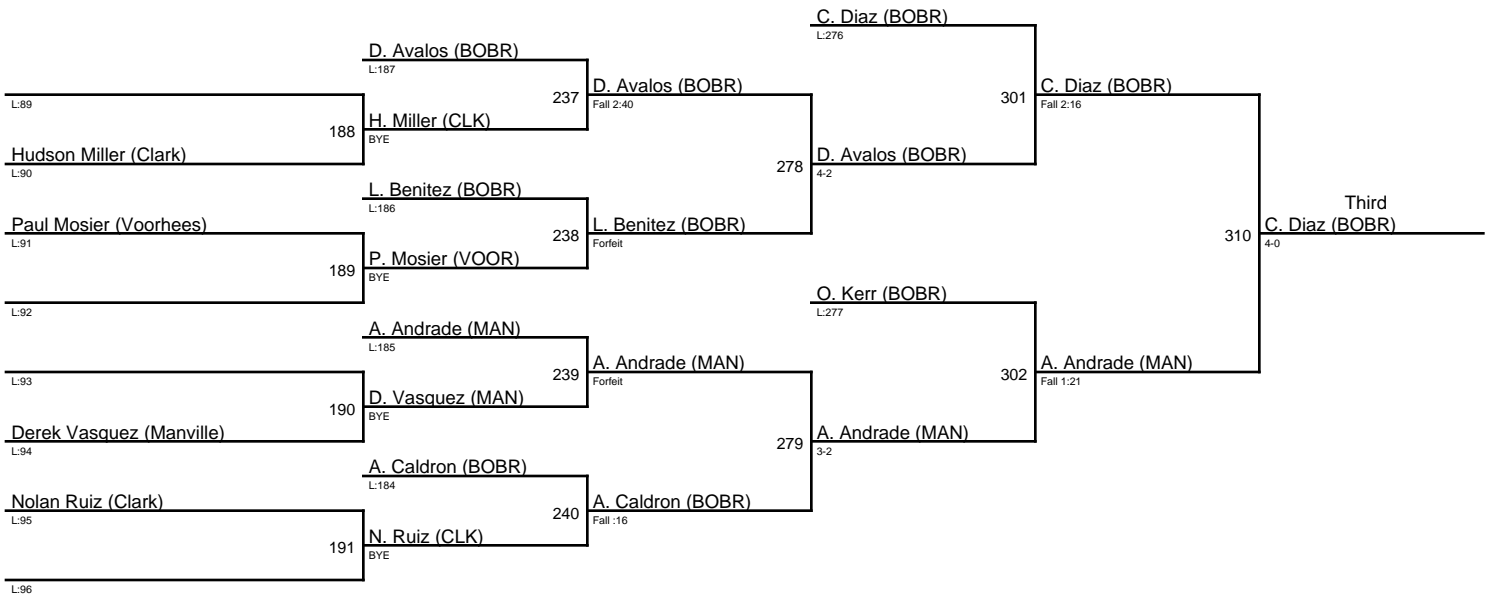 C. Diaz (BOBR)
L:276
D. Avalos (BOBR)
L:187
237
D. Avalos (BOBR)
Fall 2:40
301
C. Diaz (BOBR)
Fall 2:16
L:89
188
H. Miller (CLK)
BYE
Hudson Miller (Clark)
L:90
278
D. Avalos (BOBR)
4-2
L. Benitez (BOBR)
L:186
Paul Mosier (Voorhees)
L:91
238
L. Benitez (BOBR)
Forfeit
310
Third
C. Diaz (BOBR)
4-0
189
P. Mosier (VOOR)
BYE
L:92
O. Kerr (BOBR)
L:277
A. Andrade (MAN)
L:185
L:93
239
A. Andrade (MAN)
Forfeit
302
A. Andrade (MAN)
Fall 1:21
190
D. Vasquez (MAN)
BYE
Derek Vasquez (Manville)
L:94
279
A. Andrade (MAN)
3-2
A. Caldron (BOBR)
L:184
Nolan Ruiz (Clark)
L:95
240
A. Caldron (BOBR)
Fall :16
191
N. Ruiz (CLK)
BYE
L:96